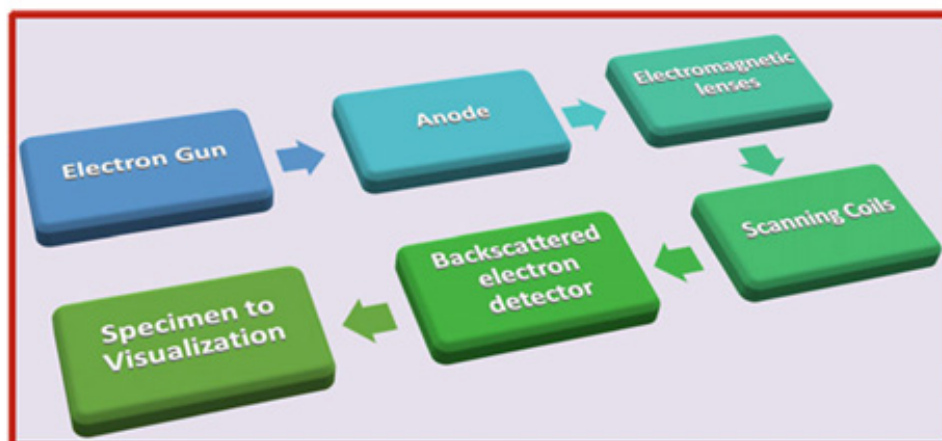 Electron Gun
Anode
Electromagnetic
lenses
Scanning Coils
Backscattered
electron
detector
Specimen to
Visualization